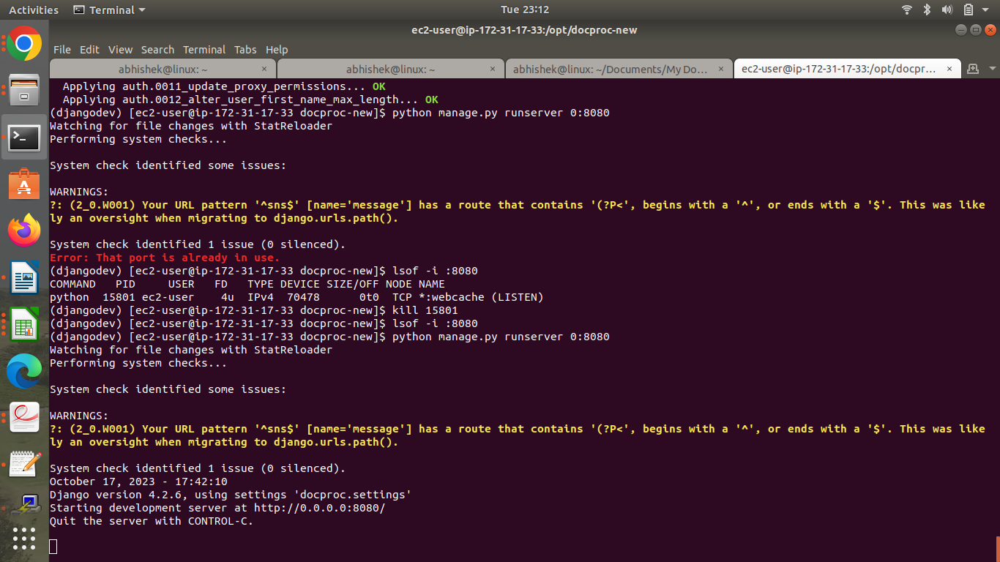 Activities Terminal Tue 23:12
ec2-user@ip-172-31-17-33:/opt/docproc-new
File Edit View Search Terminal Tabs Help
abhishek@linux: ~ × abhishek@linux: ~ × abhishek@linux: ~/Documents/My Do... × ec2-user@ip-172-31-17-33:/opt/docpr... ×
  Applying auth.0011_update_proxy_permissions... OK
  Applying auth.0012_alter_user_first_name_max_length... OK
(djangodev) [ec2-user@ip-172-31-17-33 docproc-new]$ python manage.py runserver 0:8080
Watching for file changes with StatReloader
Performing system checks...
System check identified some issues:
WARNINGS:
?: (2_0.W001) Your URL pattern '^sns$' [name='message'] has a route that contains '(?P<', begins with a '^', or ends with a '$'. This was like
ly an oversight when migrating to django.urls.path().
System check identified 1 issue (0 silenced).
Error: That port is already in use.
(djangodev) [ec2-user@ip-172-31-17-33 docproc-new]$ lsof -i :8080
COMMAND   PID     USER   FD   TYPE DEVICE SIZE/OFF NODE NAME
python  15801 ec2-user    4u  IPv4  70478      0t0  TCP *:webcache (LISTEN)
(djangodev) [ec2-user@ip-172-31-17-33 docproc-new]$ kill 15801
(djangodev) [ec2-user@ip-172-31-17-33 docproc-new]$ lsof -i :8080
(djangodev) [ec2-user@ip-172-31-17-33 docproc-new]$ python manage.py runserver 0:8080
Watching for file changes with StatReloader
Performing system checks...
System check identified some issues:
WARNINGS:
?: (2_0.W001) Your URL pattern '^sns$' [name='message'] has a route that contains '(?P<', begins with a '^', or ends with a '$'. This was like
ly an oversight when migrating to django.urls.path().
System check identified 1 issue (0 silenced).
October 17, 2023 - 17:42:10
Django version 4.2.6, using settings 'docproc.settings'
Starting development server at http://0.0.0.0:8080/
Quit the server with CONTROL-C.